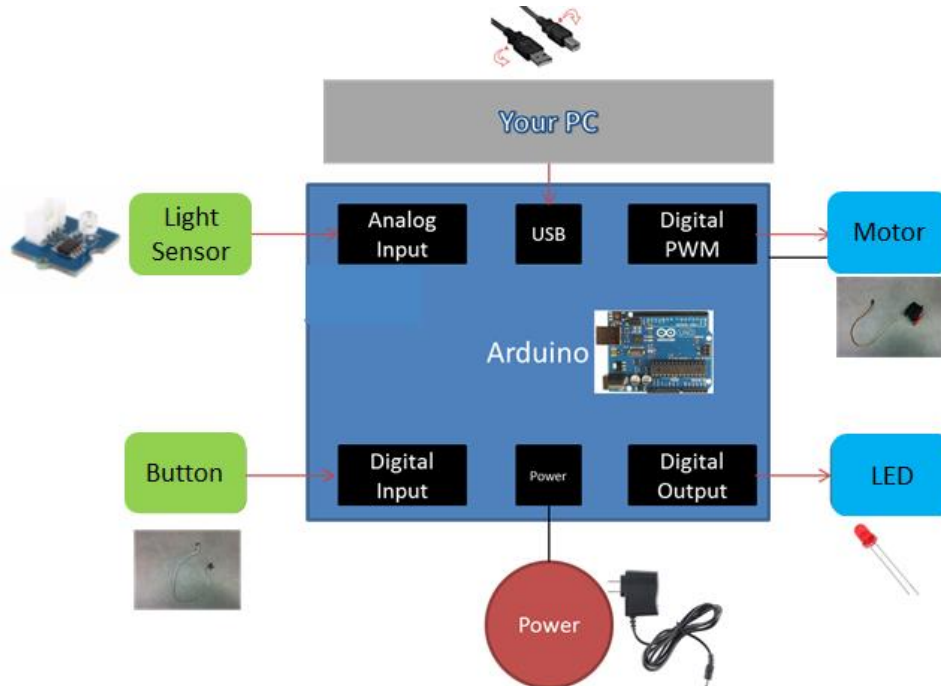 Your PC
Light
Sensor
Analog
Input
USB
Digital
PWM
Motor
Arduino
Button
Digital
Input
Power
Digital
Output
LED
Power